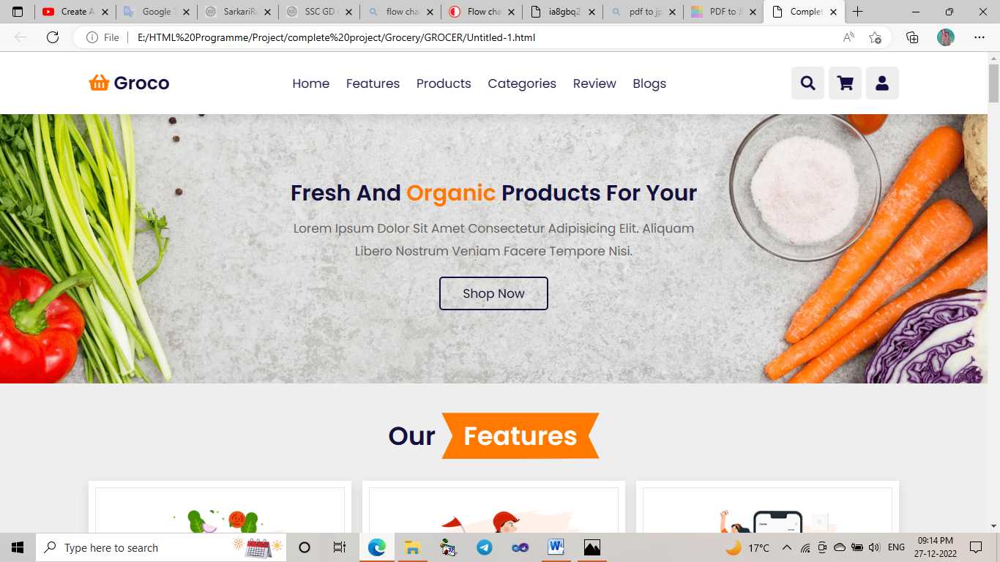 Create A
Google T
SarkariRe
SSC GD
flow cha
Flow cha
ia8gbq2
pdf to jp
PDF to J
Complet
File
E:/HTML%20Programme/Project/complete%20project/Grocery/GROCER/Untitled-1.html
Groco
Home Features Products Categories Review Blogs
Fresh And Organic Products For Your
Lorem Ipsum Dolor Sit Amet Consectetur Adipisicing Elit. Aliquam
Libero Nostrum Veniam Facere Tempore Nisi.
Shop Now
Our Features
Type here to search
17°C
ENG
09:14 PM
27-12-2022